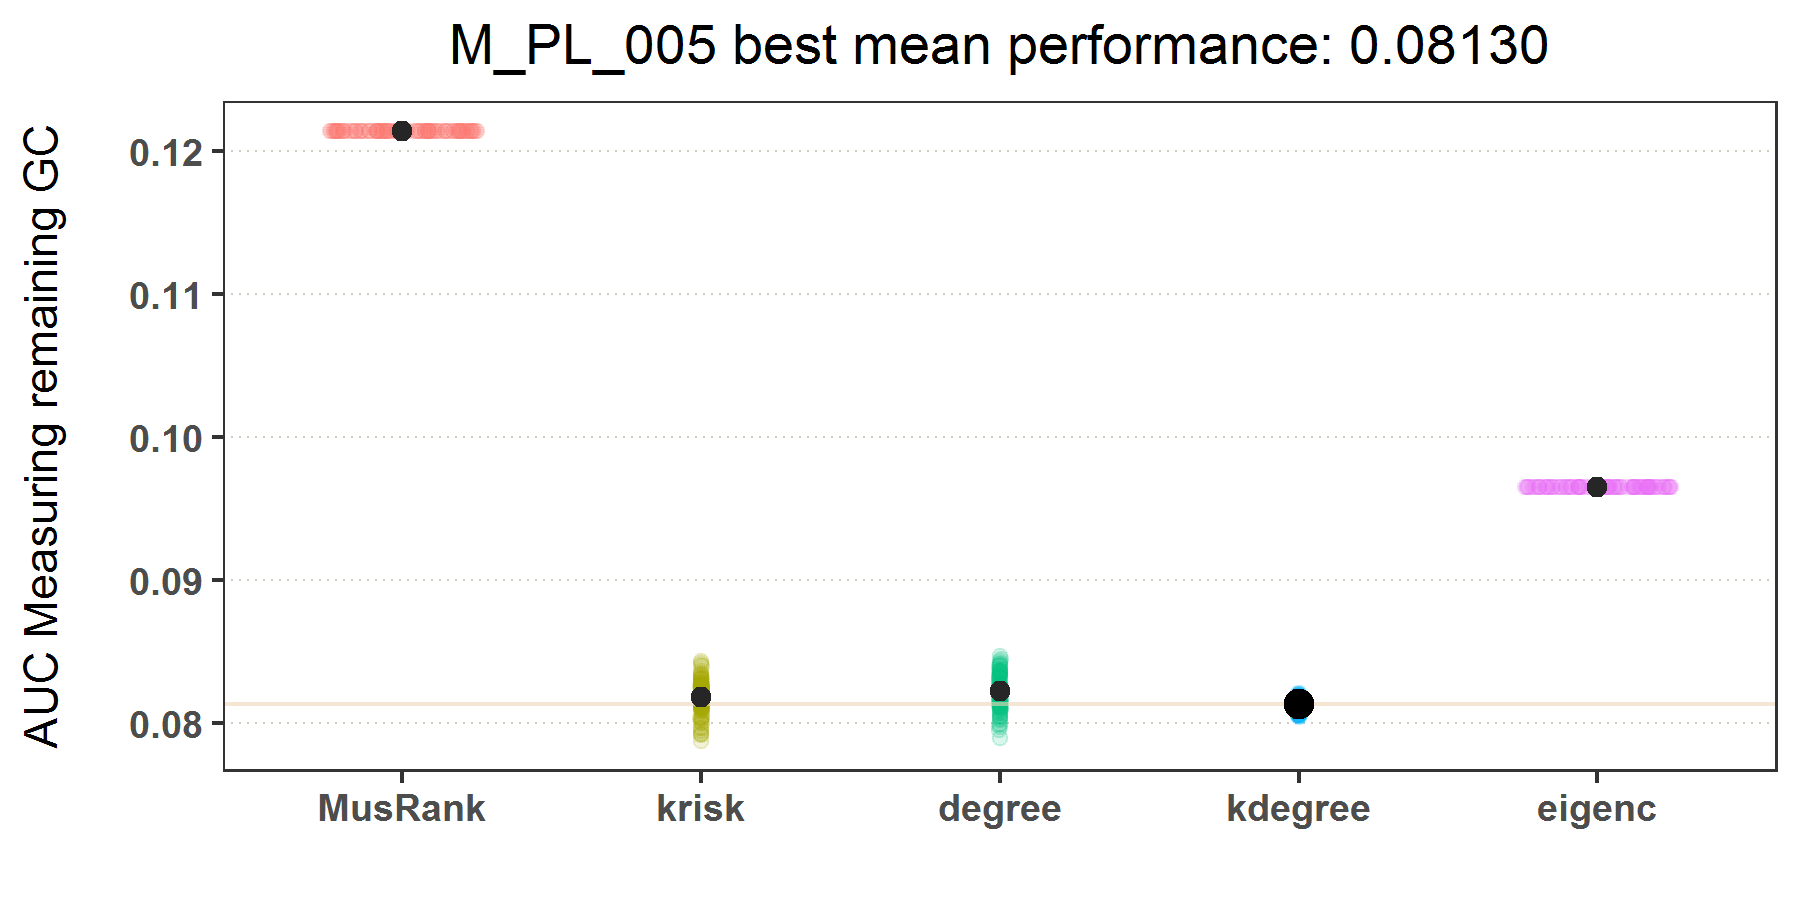 M_PL_005 best mean performance: 0.08130
AUC Measuring remaining GC
0.12
0.11
0.10
0.09
0.08
MusRank krisk degree kdegree eigenc